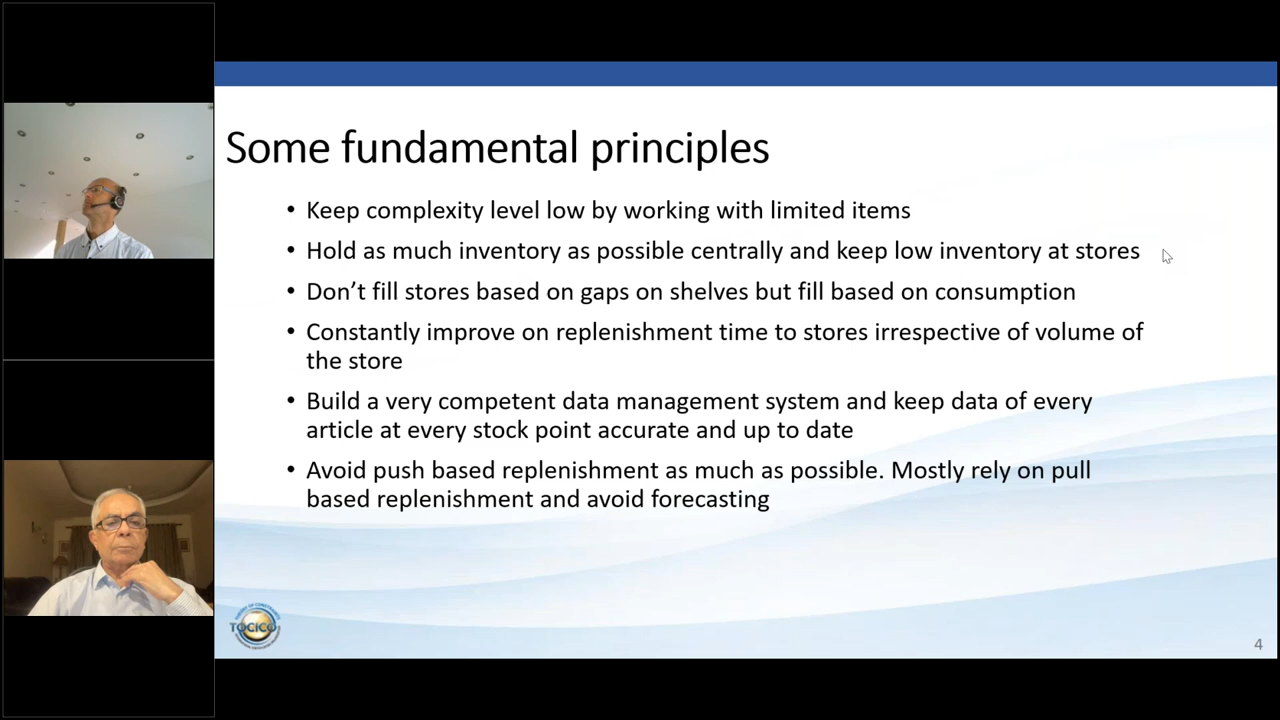 Some fundamental principles
• Keep complexity level low by working with limited items
• Hold as much inventory as possible centrally and keep low inventory at stores
• Don’t fill stores based on gaps on shelves but fill based on consumption
• Constantly improve on replenishment time to stores irrespective of volume of
the store
• Build a very competent data management system and keep data of every
article at every stock point accurate and up to date
• Avoid push based replenishment as much as possible. Mostly rely on pull
based replenishment and avoid forecasting
TOCICO
4